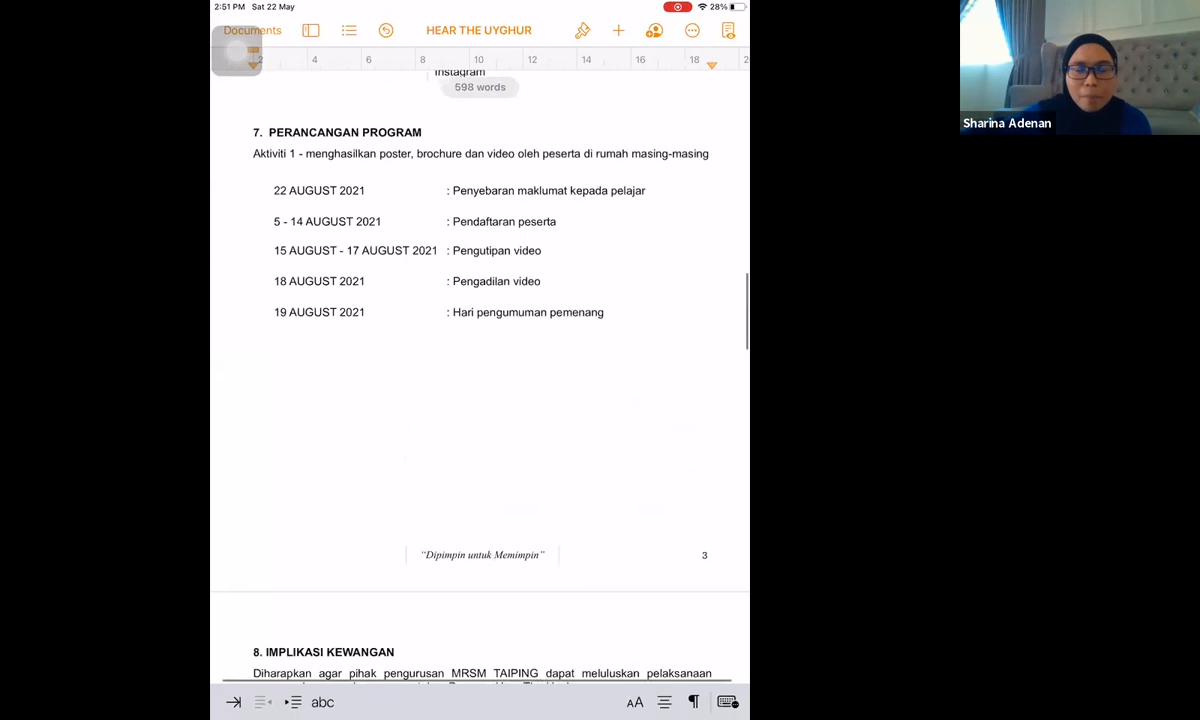 2:51 PM Sat 22 May
28%
Documents
HEAR THE UYGHUR
2 4 6 8 10 12 14 16 18 2
Instagram
598 words
7. PERANCANGAN PROGRAM
Aktiviti 1 - menghasilkan poster, brochure dan video oleh peserta di rumah masing-masing
22 AUGUST 2021 : Penyebaran maklumat kepada pelajar
5 - 14 AUGUST 2021 : Pendaftaran peserta
15 AUGUST - 17 AUGUST 2021 : Pengutipan video
18 AUGUST 2021 : Pengadilan video
19 AUGUST 2021 : Hari pengumuman pemenang
“Dipimpin untuk Memimpin” 3
8. IMPLIKASI KEWANGAN
Diharapkan agar pihak pengurusan MRSM TAIPING dapat meluluskan pelaksanaan
abc
AA
Sharina Adenan